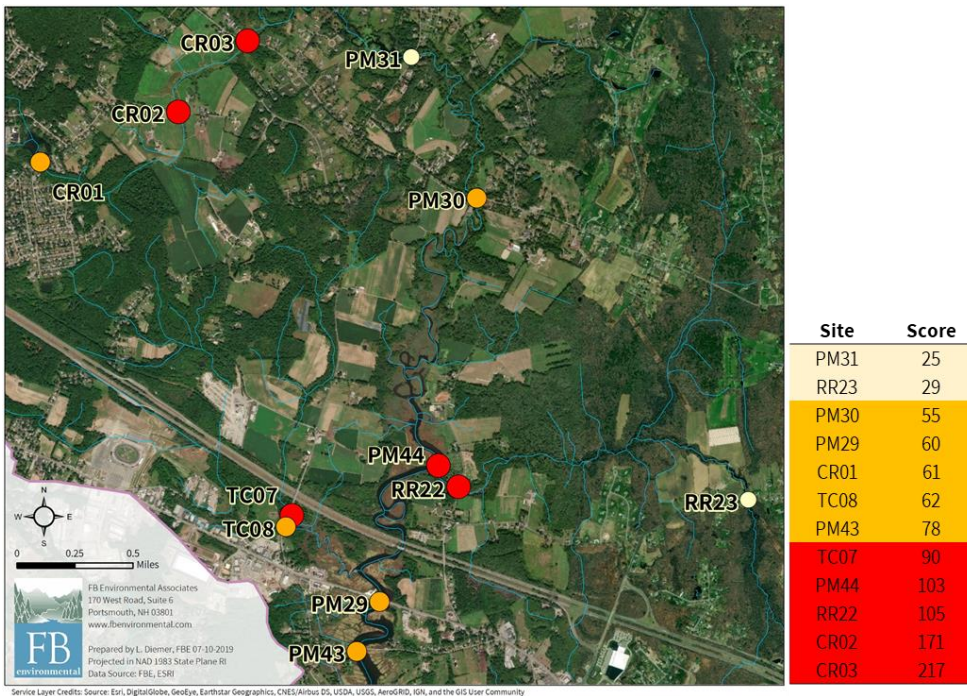 CR03
PM31
CR02
CR01
PM30
PM44
RR22
RR23
TC07
TC08
PM29
PM43
N
W E
S
0 0.25 0.5
Miles
FB
environmental
FB Environmental Associates
170 West Road, Suite 6
Portsmouth, NH 03801
www.fbenvironmental.com
Prepared by L. Diemer, FBE 07-10-2019
Projected in NAD 1983 State Plane RI
Data Source: FBE, ESRI
Service Layer Credits: Source: Esri, DigitalGlobe, GeoEye, Earthstar Geographics, CNES/Airbus DS, USDA, USGS, AeroGRID, IGN, and the GIS User Community
Site Score
PM31 25
RR23 29
PM30 55
PM29 60
CR01 61
TC08 62
PM43 78
TC07 90
PM44 103
RR22 105
CR02 171
CR03 217